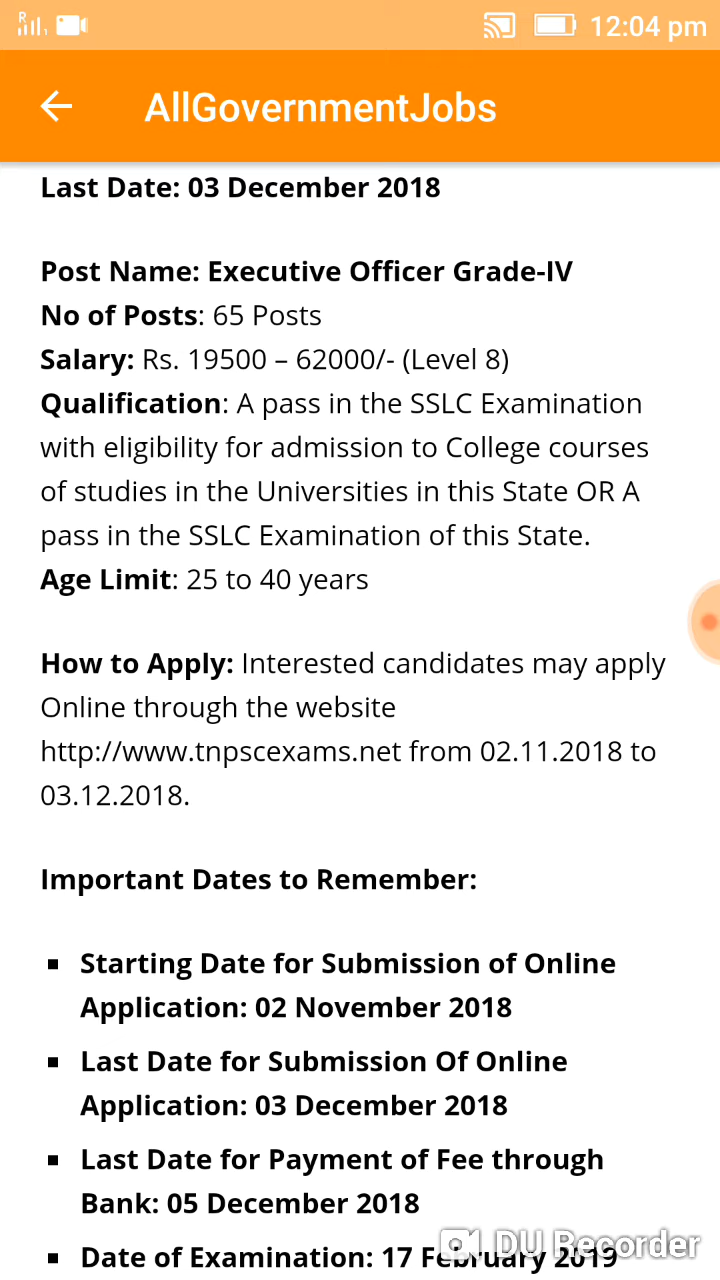 R
12:04 pm
AllGovernmentJobs
Last Date: 03 December 2018
Post Name: Executive Officer Grade-IV
No of Posts: 65 Posts
Salary: Rs. 19500 – 62000/- (Level 8)
Qualification: A pass in the SSLC Examination
with eligibility for admission to College courses
of studies in the Universities in this State OR A
pass in the SSLC Examination of this State.
Age Limit: 25 to 40 years
How to Apply: Interested candidates may apply
Online through the website
http://www.tnpscexams.net from 02.11.2018 to
03.12.2018.
Important Dates to Remember:
▪ Starting Date for Submission of Online
Application: 02 November 2018
▪ Last Date for Submission Of Online
Application: 03 December 2018
▪ Last Date for Payment of Fee through
Bank: 05 December 2018
▪ Date of Examination: 17 February 2019
DU Recorder